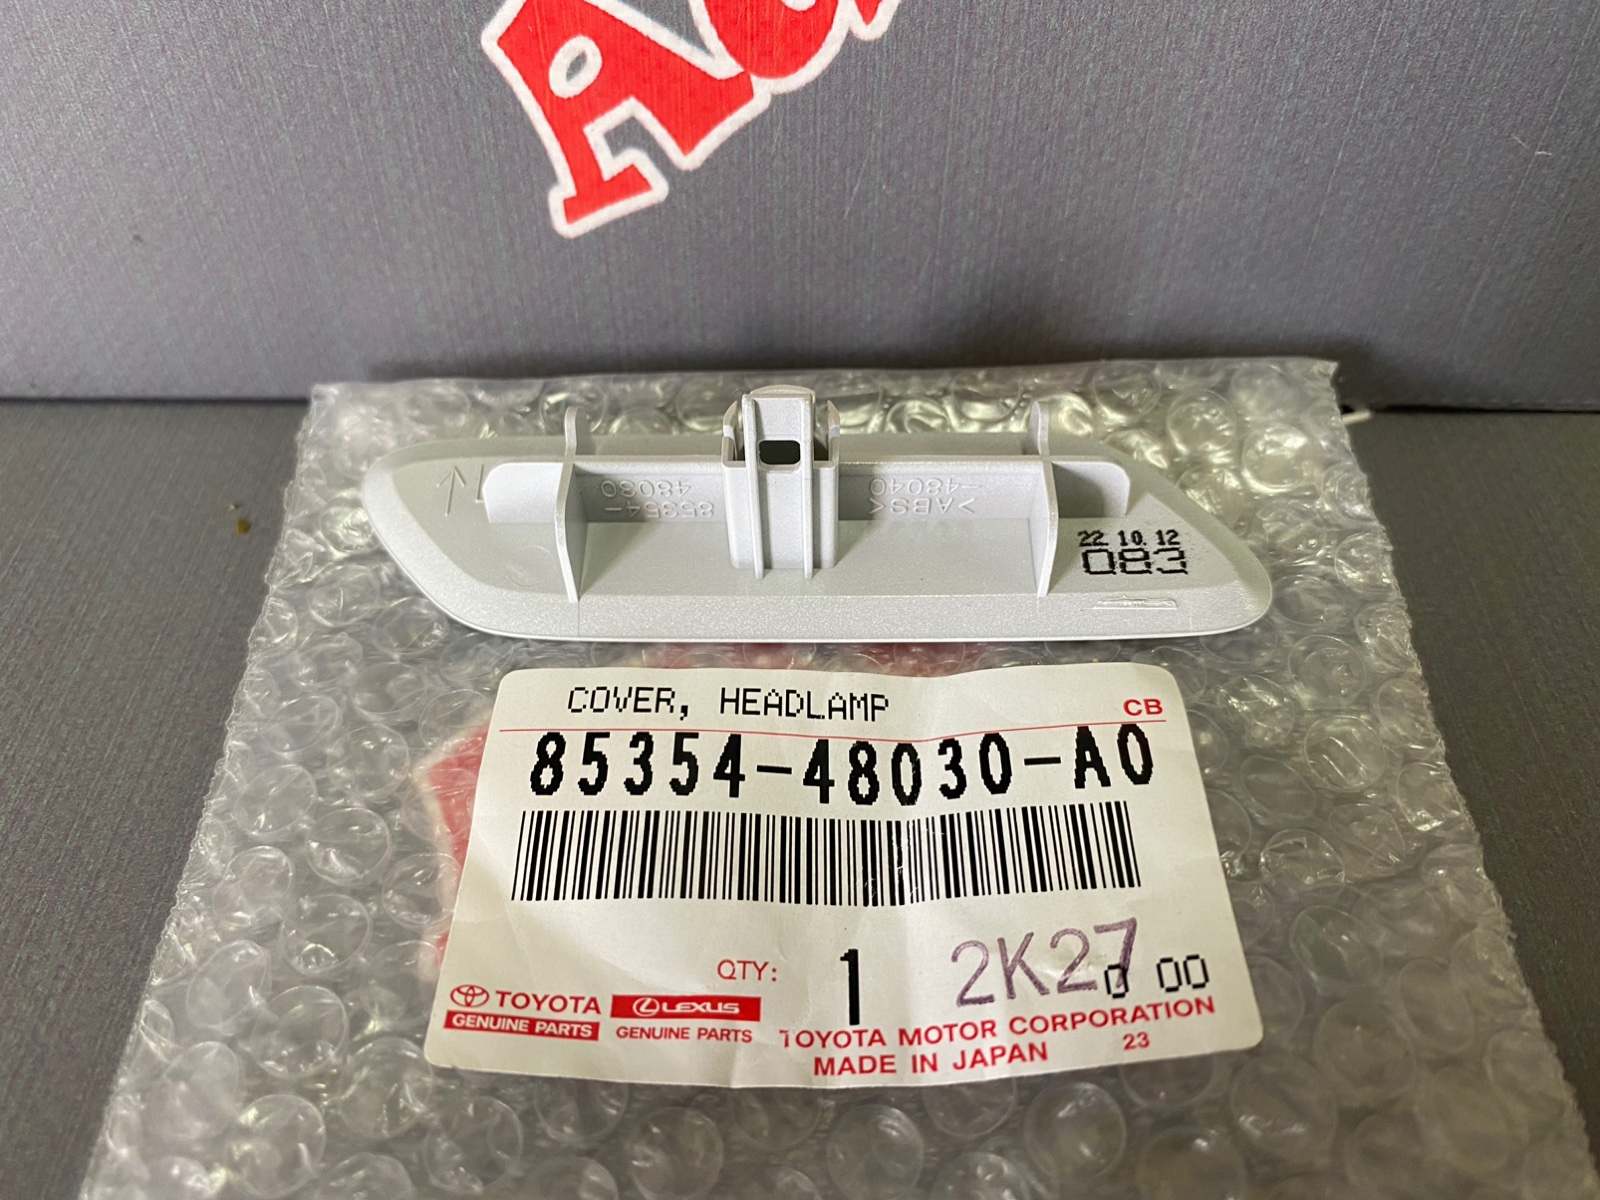 85354-
48030
>ABS<
-48040
22 10 12
083
COVER, HEADLAMP
CB
85354-48030-A0
QTY: 1
2K27
0 00
TOYOTA
GENUINE PARTS
LEXUS
GENUINE PARTS
TOYOTA MOTOR CORPORATION
MADE IN JAPAN
23